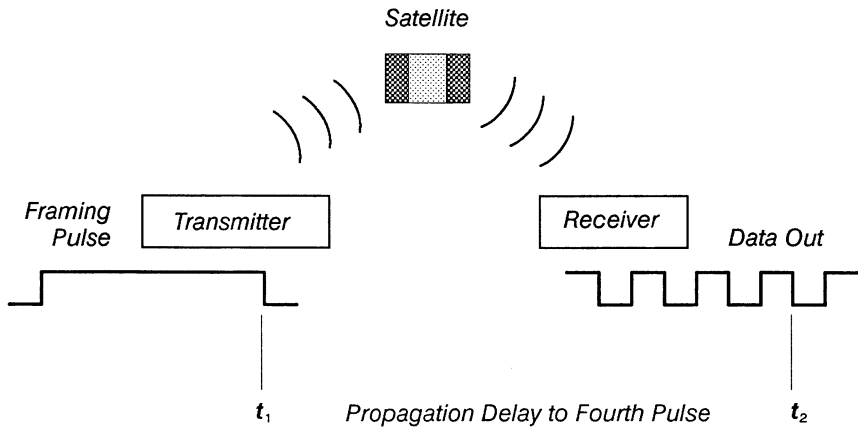 Satellite
Framing
Pulse
Transmitter
Receiver
Data Out
t₁
Propagation Delay to Fourth Pulse
t₂